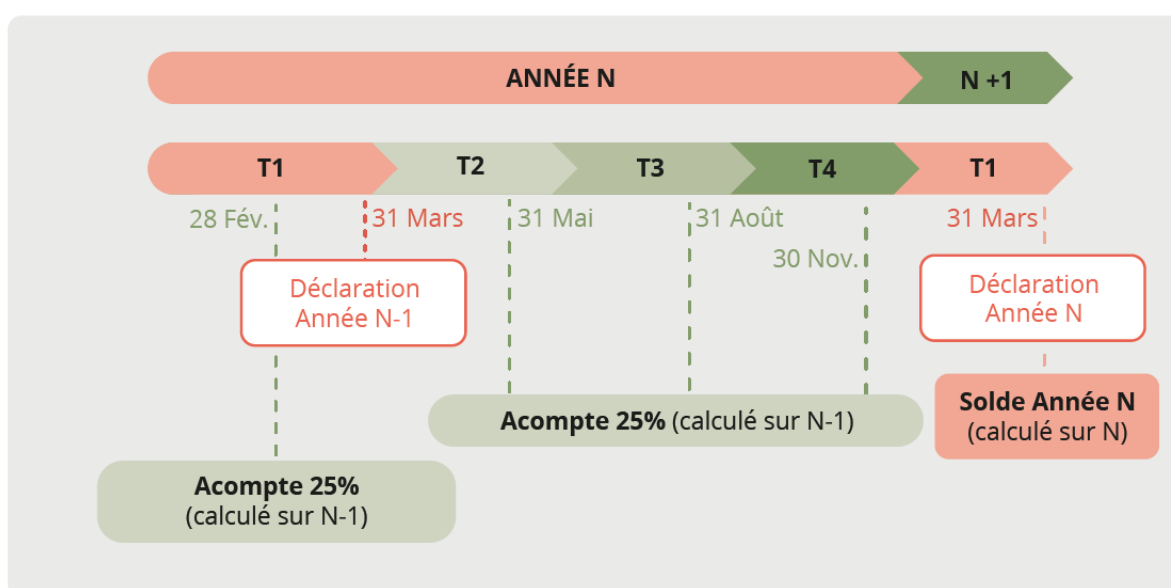 ANNÉE N
N +1
T1
T2
T3
T4
T1
28 Fév.
31 Mars
31 Mai
31 Août
30 Nov.
31 Mars
Déclaration
Année N-1
Déclaration
Année N
Acompte 25% (calculé sur N-1)
Solde Année N
(calculé sur N)
Acompte 25%
(calculé sur N-1)